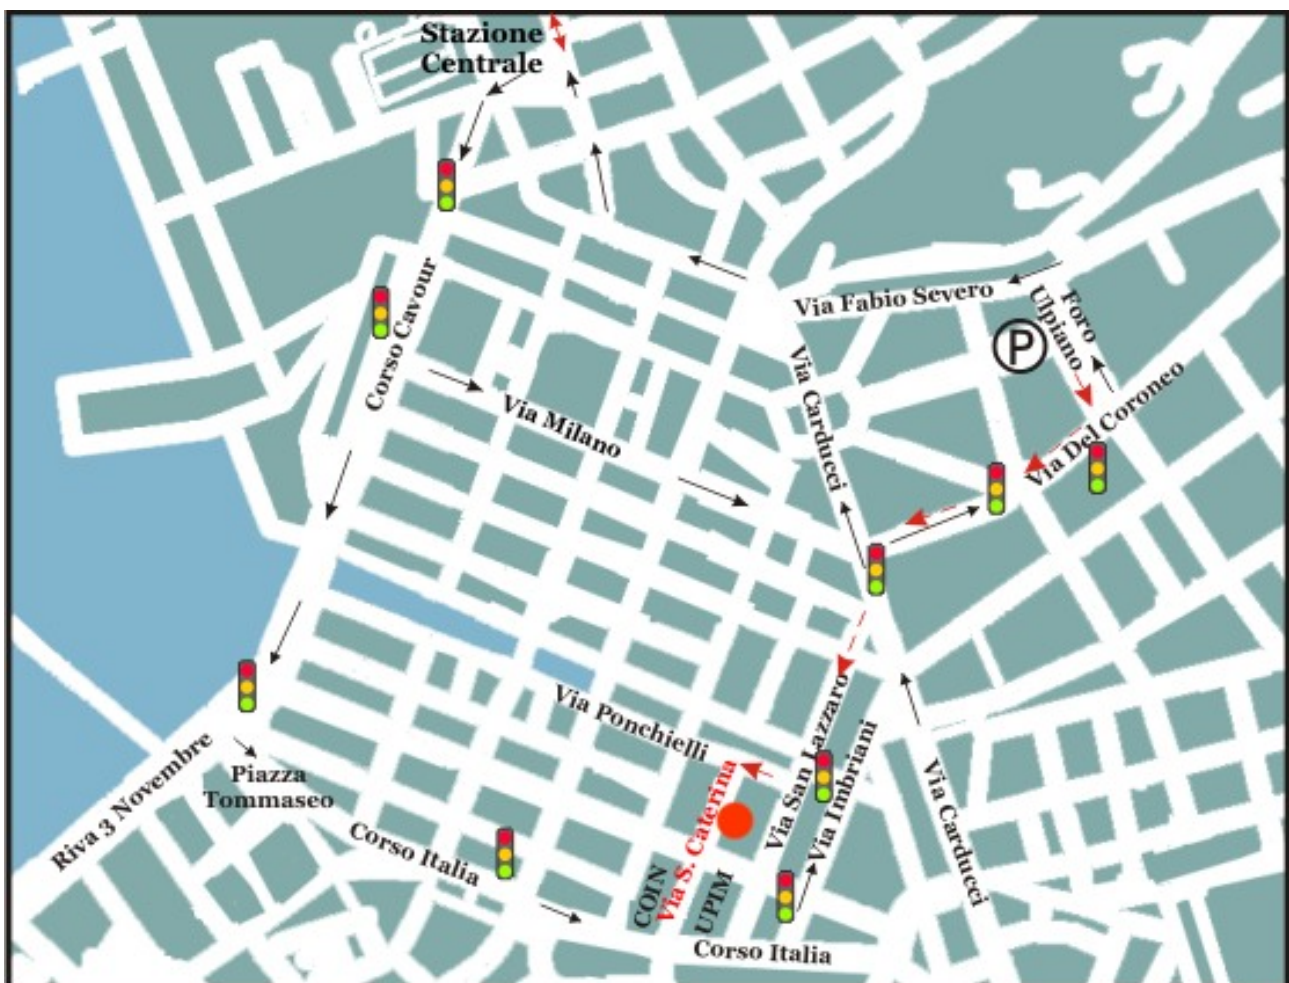 Stazione
Centrale
Corso Cavour
Via Fabio Severo
Foro
Ulpiano
P
Via Milano
Via Carducci
Via Del Coroneo
Via Ponchielli
Via San Lazzaro
Via Imbriani
Via S. Caterina
Via Carducci
Riva 3 Novembre
Piazza
Tommaseo
Corso Italia
COIN
UPIM
Corso Italia